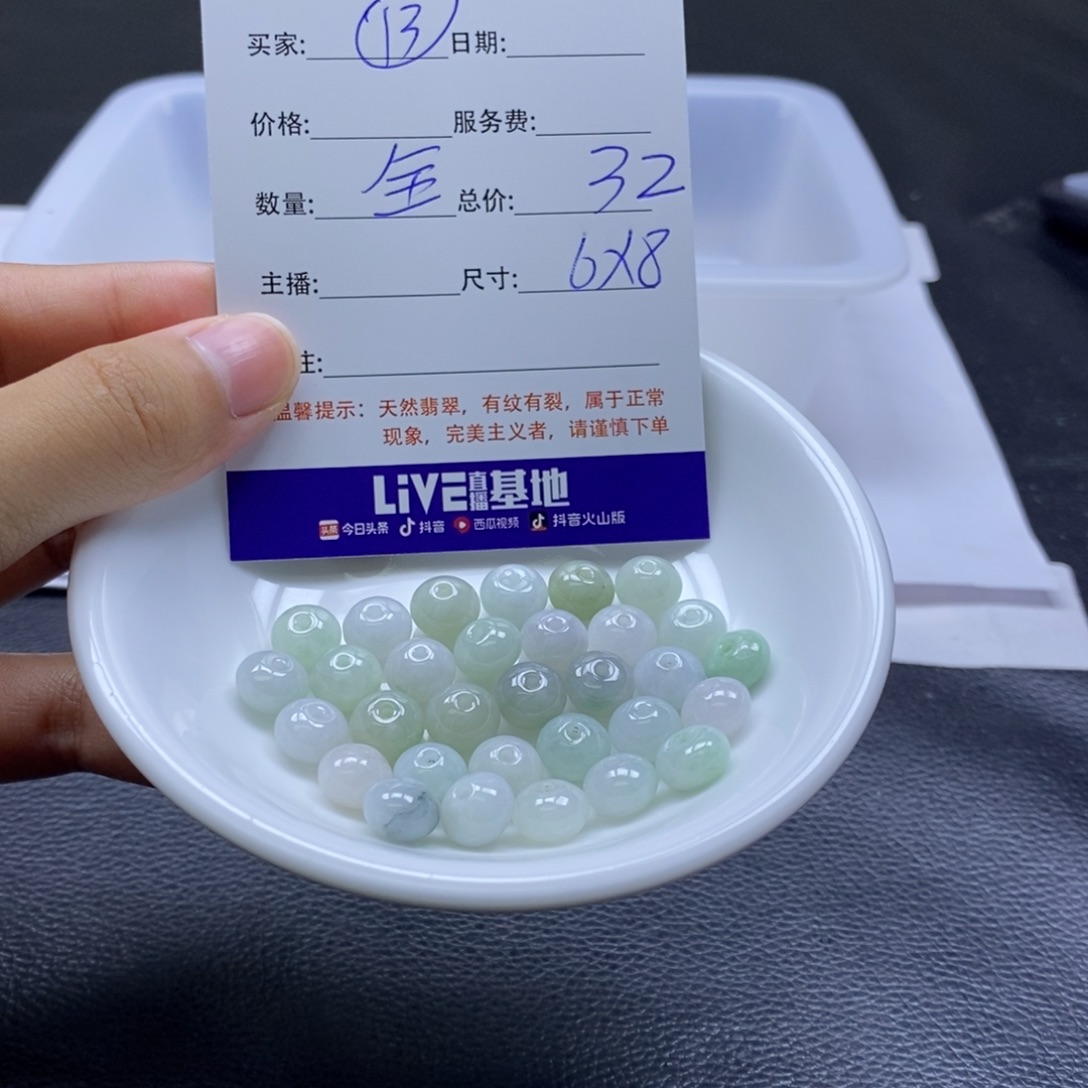 买家: 13 日期:
价格: 服务费:
数量: 全 总价: 32
主播: 尺寸: 6X8
注:
温馨提示：天然翡翠，有纹有裂，属于正常
现象，完美主义者，请谨慎下单
LiVE直播基地
头条 今日头条 抖音 西瓜视频 抖音火山版